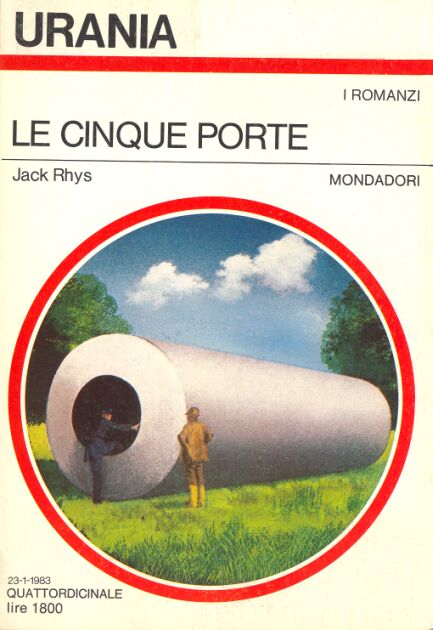 URANIA
I ROMANZI
LE CINQUE PORTE
Jack Rhys
MONDADORI
23-1-1983
QUATTORDICINALE
lire 1800